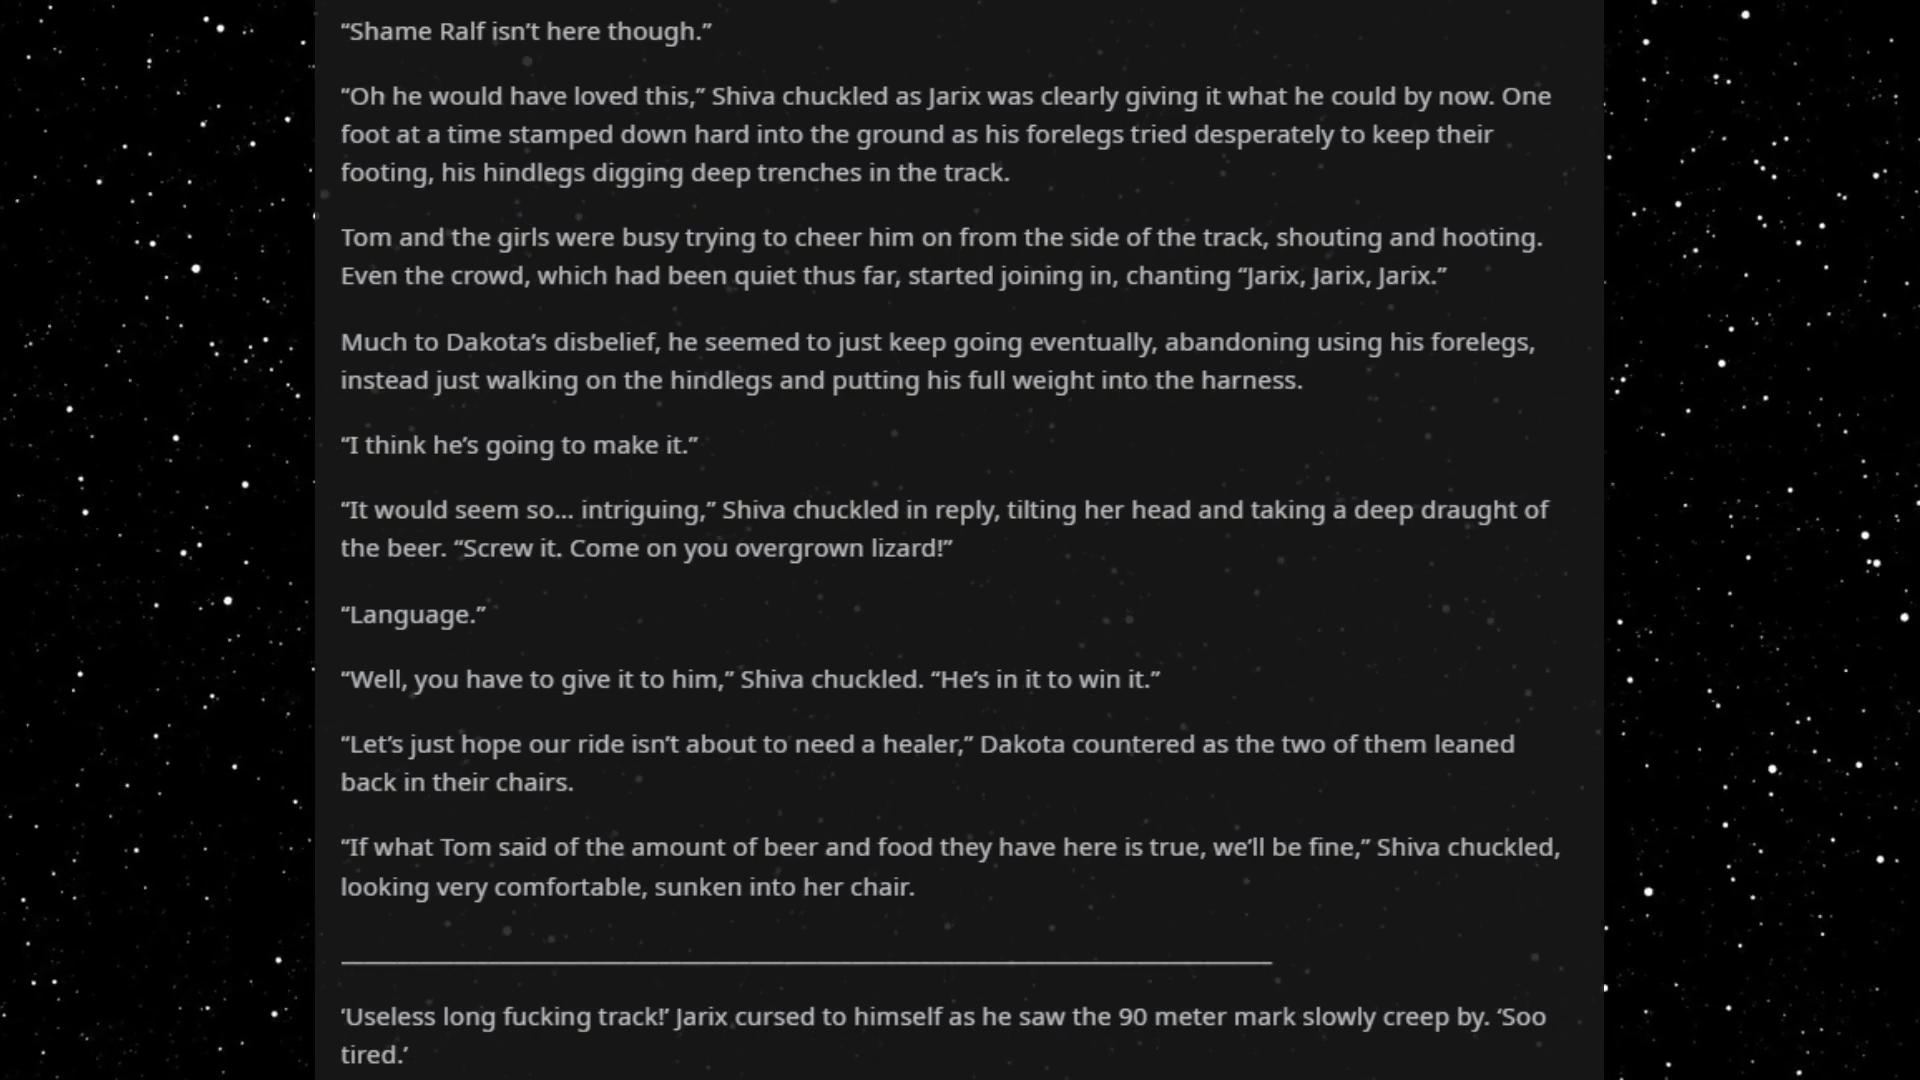 “Shame Ralf isn’t here though.”
“Oh he would have loved this,” Shiva chuckled as Jarix was clearly giving it what he could by now. One
foot at a time stamped down hard into the ground as his forelegs tried desperately to keep their
footing, his hindlegs digging deep trenches in the track.
Tom and the girls were busy trying to cheer him on from the side of the track, shouting and hooting.
Even the crowd, which had been quiet thus far, started joining in, chanting “Jarix, Jarix, Jarix.”
Much to Dakota’s disbelief, he seemed to just keep going eventually, abandoning using his forelegs,
instead just walking on the hindlegs and putting his full weight into the harness.
“I think he’s going to make it.”
“It would seem so… intriguing,” Shiva chuckled in reply, tilting her head and taking a deep draught of
the beer. “Screw it. Come on you overgrown lizard!”
“Language.”
“Well, you have to give it to him,” Shiva chuckled. “He’s in it to win it.”
“Let’s just hope our ride isn’t about to need a healer,” Dakota countered as the two of them leaned
back in their chairs.
“If what Tom said of the amount of beer and food they have here is true, we’ll be fine,” Shiva chuckled,
looking very comfortable, sunken into her chair.
‘Useless long fucking track!’ Jarix cursed to himself as he saw the 90 meter mark slowly creep by. ‘Soo
tired.’